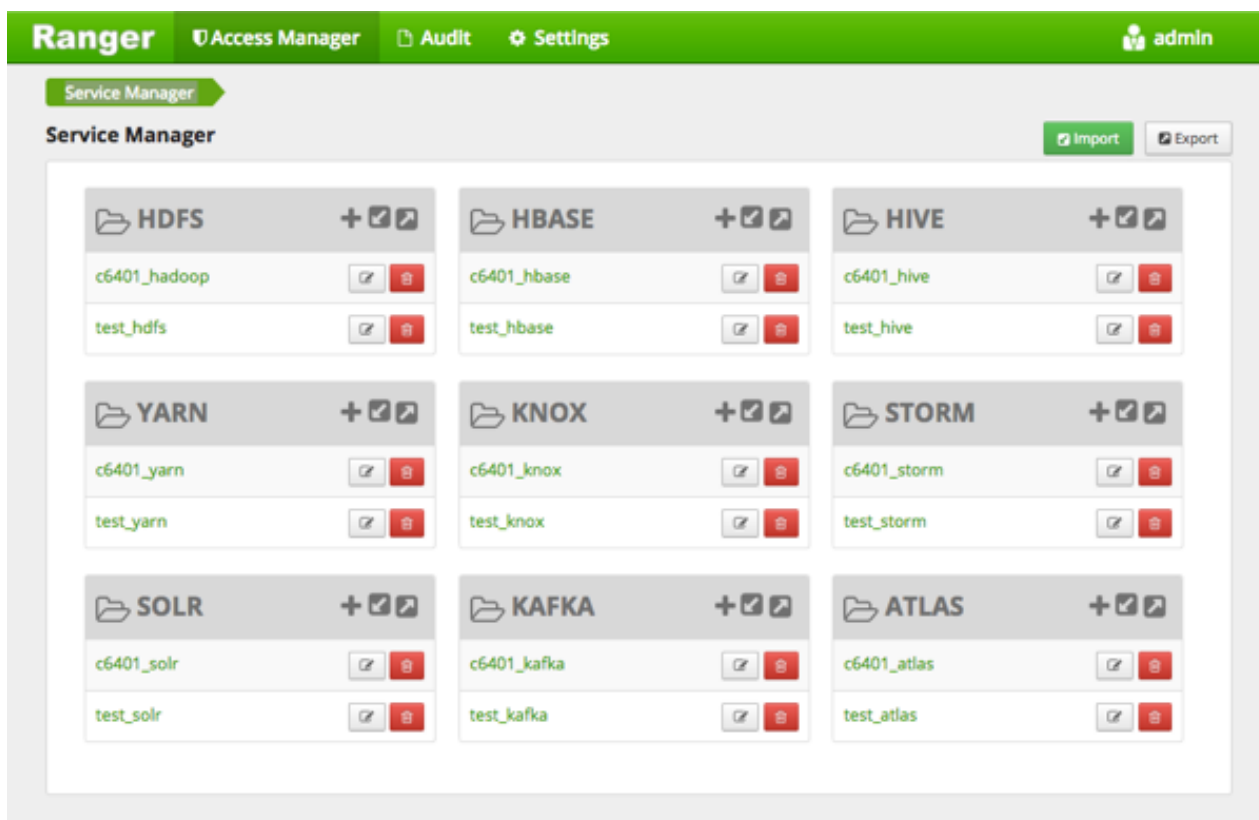 Ranger Access Manager Audit Settings admin
Service Manager
Service Manager Import Export
HDFS HBASE HIVE
c6401_hadoop c6401_hbase c6401_hive
test_hdfs test_hbase test_hive
YARN KNOX STORM
c6401_yarn c6401_knox c6401_storm
test_yarn test_knox test_storm
SOLR KAFKA ATLAS
c6401_solr c6401_kafka c6401_atlas
test_solr test_kafka test_atlas